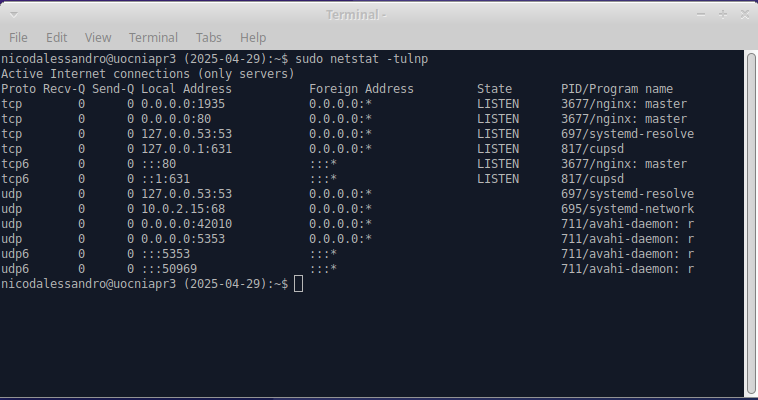 Terminal -
File Edit View Terminal Tabs Help
nicodalessandro@uocniapr3 (2025-04-29):~$ sudo netstat -tulnp
Active Internet connections (only servers)
Proto Recv-Q Send-Q Local Address           Foreign Address         State       PID/Program name
tcp        0      0 0.0.0.0:1935            0.0.0.0:*               LISTEN      3677/nginx: master
tcp        0      0 0.0.0.0:80              0.0.0.0:*               LISTEN      3677/nginx: master
tcp        0      0 127.0.0.53:53           0.0.0.0:*               LISTEN      697/systemd-resolve
tcp        0      0 127.0.0.1:631           0.0.0.0:*               LISTEN      817/cupsd
tcp6       0      0 :::80                   :::*                    LISTEN      3677/nginx: master
tcp6       0      0 ::1:631                 :::*                    LISTEN      817/cupsd
udp        0      0 127.0.0.53:53           0.0.0.0:*                           697/systemd-resolve
udp        0      0 10.0.2.15:68            0.0.0.0:*                           695/systemd-network
udp        0      0 0.0.0.0:42010           0.0.0.0:*                           711/avahi-daemon: r
udp        0      0 0.0.0.0:5353            0.0.0.0:*                           711/avahi-daemon: r
udp6       0      0 :::5353                 :::*                                711/avahi-daemon: r
udp6       0      0 :::50969                :::*                                711/avahi-daemon: r
nicodalessandro@uocniapr3 (2025-04-29):~$